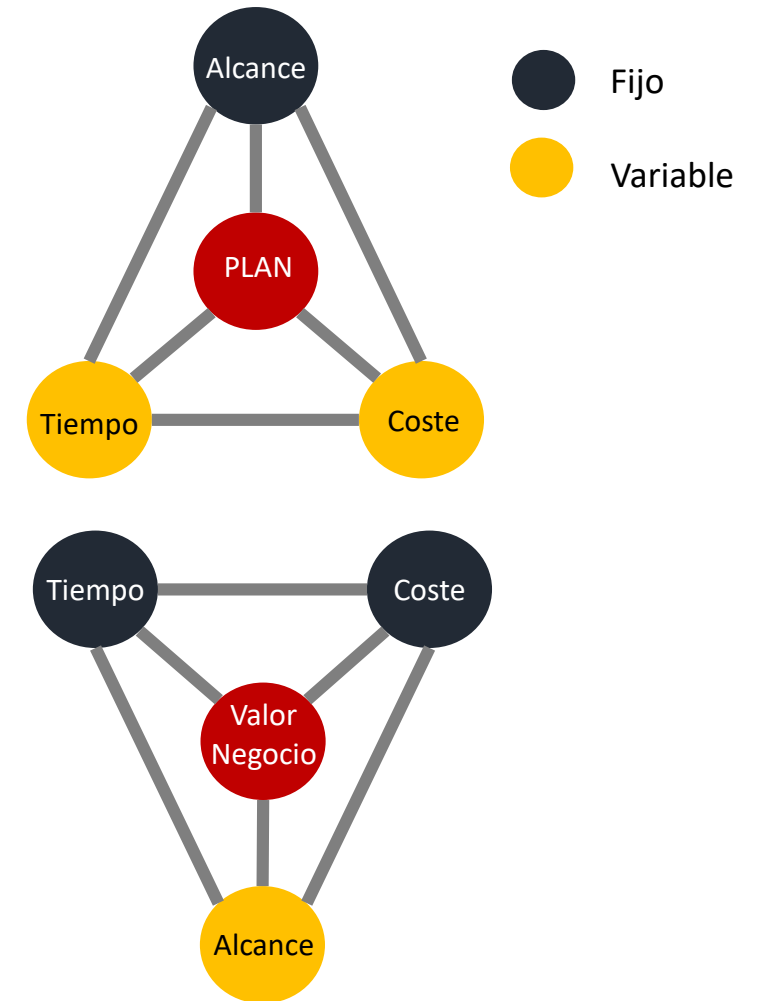 Alcance
Fijo
Variable
PLAN
Tiempo
Coste
Tiempo
Coste
Valor
Negocio
Alcance